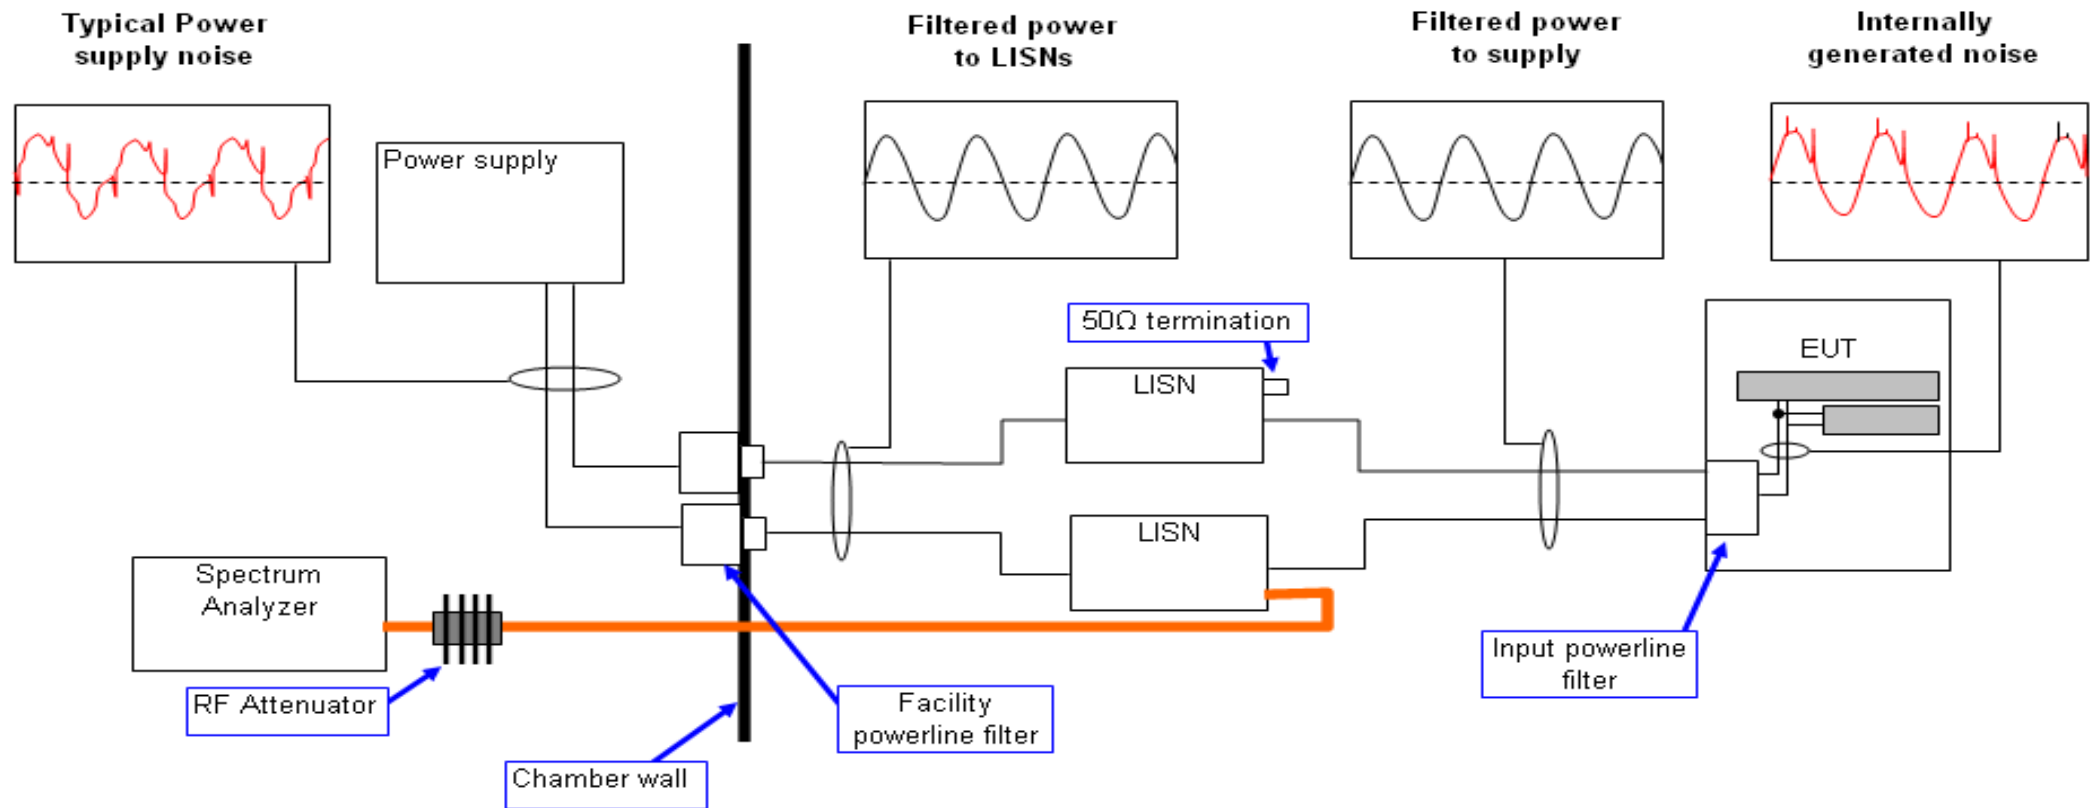 Typical Power
supply noise
Filtered power
to LISNs
Filtered power
to supply
Internally
generated noise
Power supply
50Ω termination
LISN
EUT
LISN
Spectrum
Analyzer
RF Attenuator
Chamber wall
Facility
powerline filter
Input powerline
filter